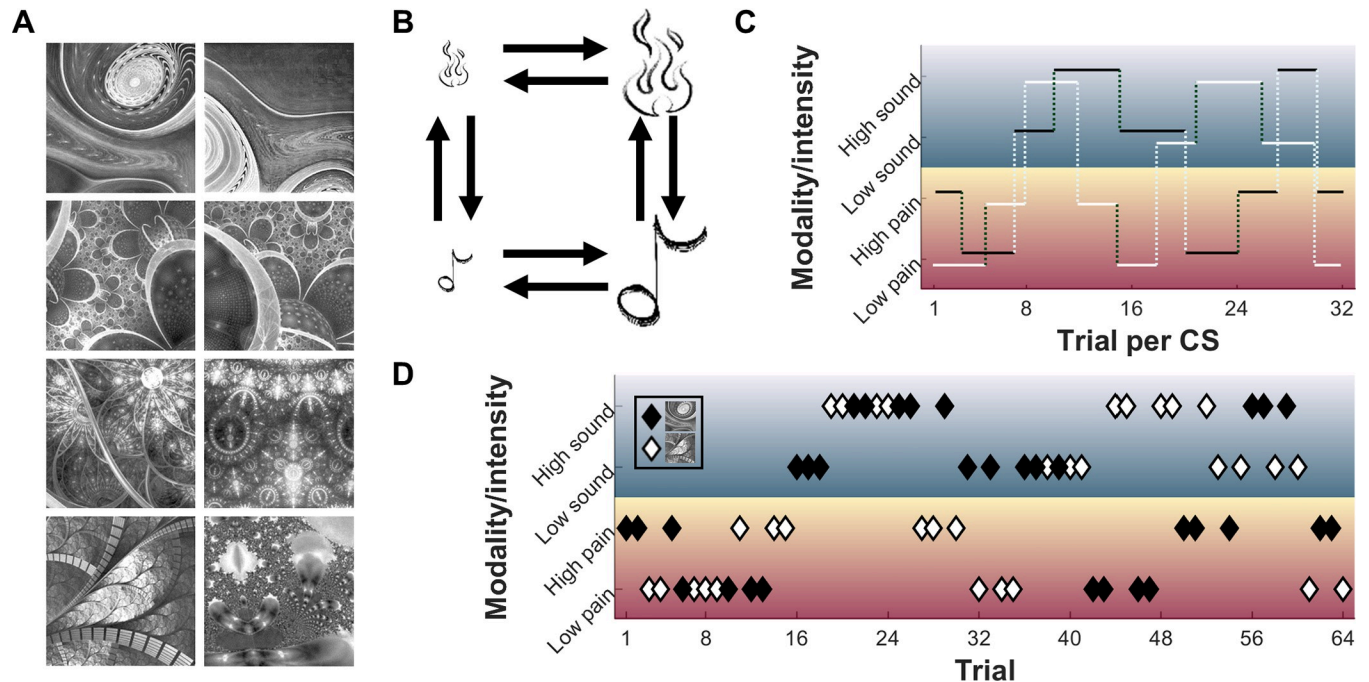 A
B
C
Modality/intensity
High sound
Low sound
High pain
Low pain
1 8 16 24 32
Trial per CS
D
Modality/intensity
High sound
Low sound
High pain
Low pain
1 8 16 24 32 40 48 56 64
Trial